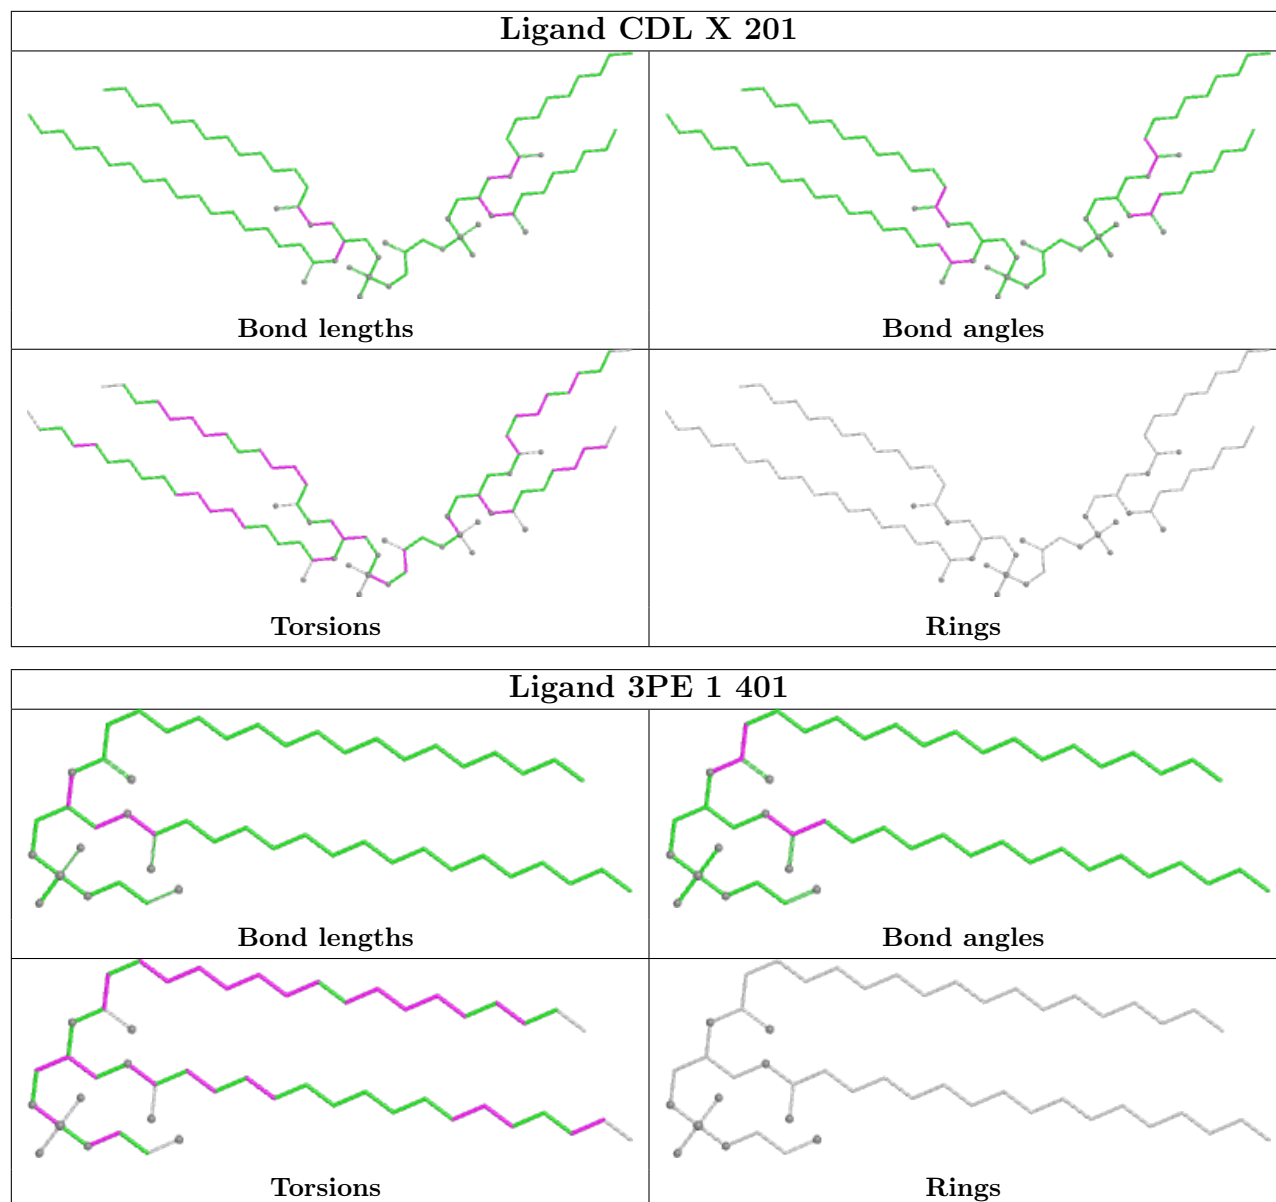 Ligand CDL X 201
Bond lengths
Bond angles
Torsions
Rings
Ligand 3PE 1 401
Bond lengths
Bond angles
Torsions
Rings